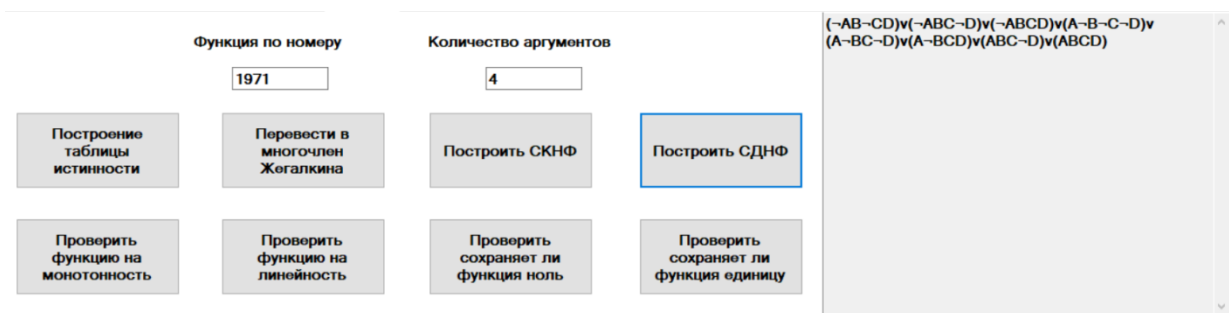 Функция по номеру
Количество аргументов
1971
4
Построение
таблицы
истинности
Перевести в
многочлен
Жегалкина
Построить СКНФ
Построить СДНФ
Проверить
функцию на
монотонность
Проверить
функцию на
линейность
Проверить
сохраняет ли
функция ноль
Проверить
сохраняет ли
функция единицу
(¬AB¬CD)v(¬ABC¬D)v(¬ABCD)v(A¬B¬C¬D)v
(A¬BC¬D)v(A¬BCD)v(ABC¬D)v(ABCD)